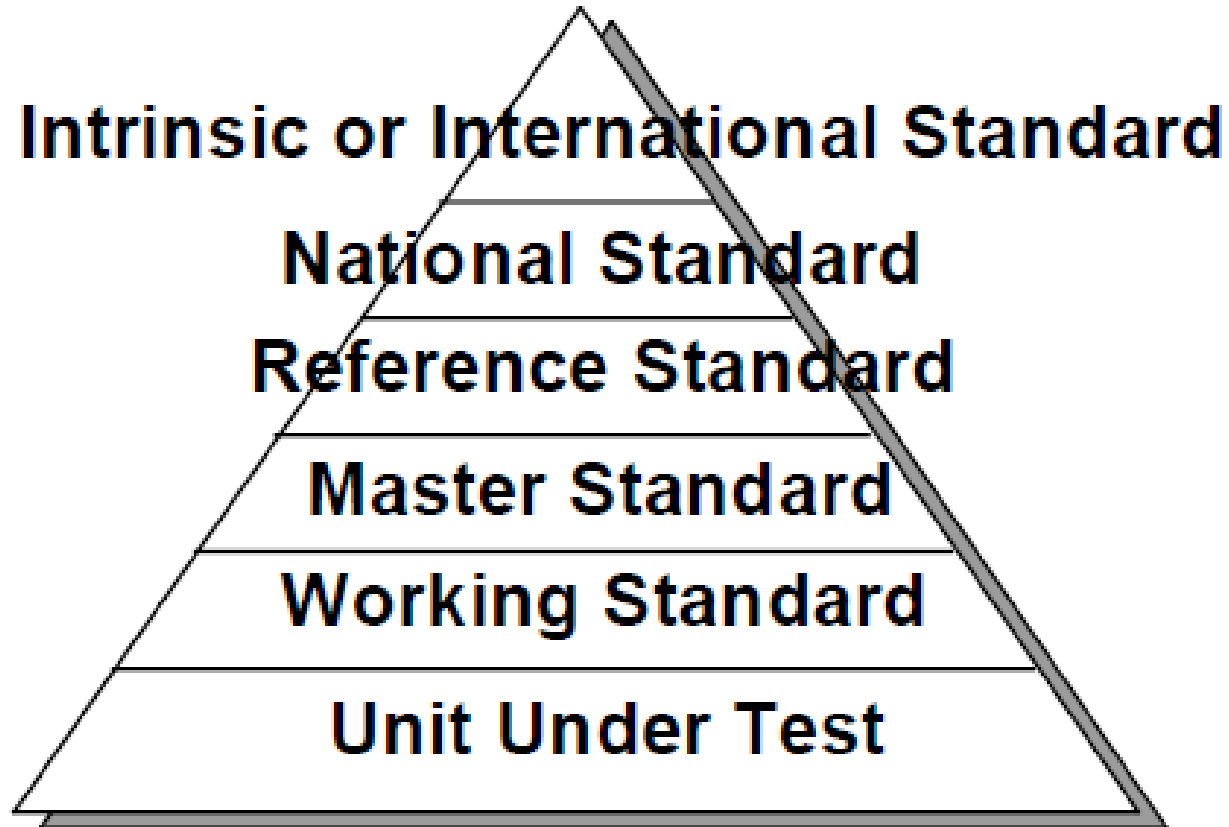 Intrinsic or International Standard
National Standard
Reference Standard
Master Standard
Working Standard
Unit Under Test